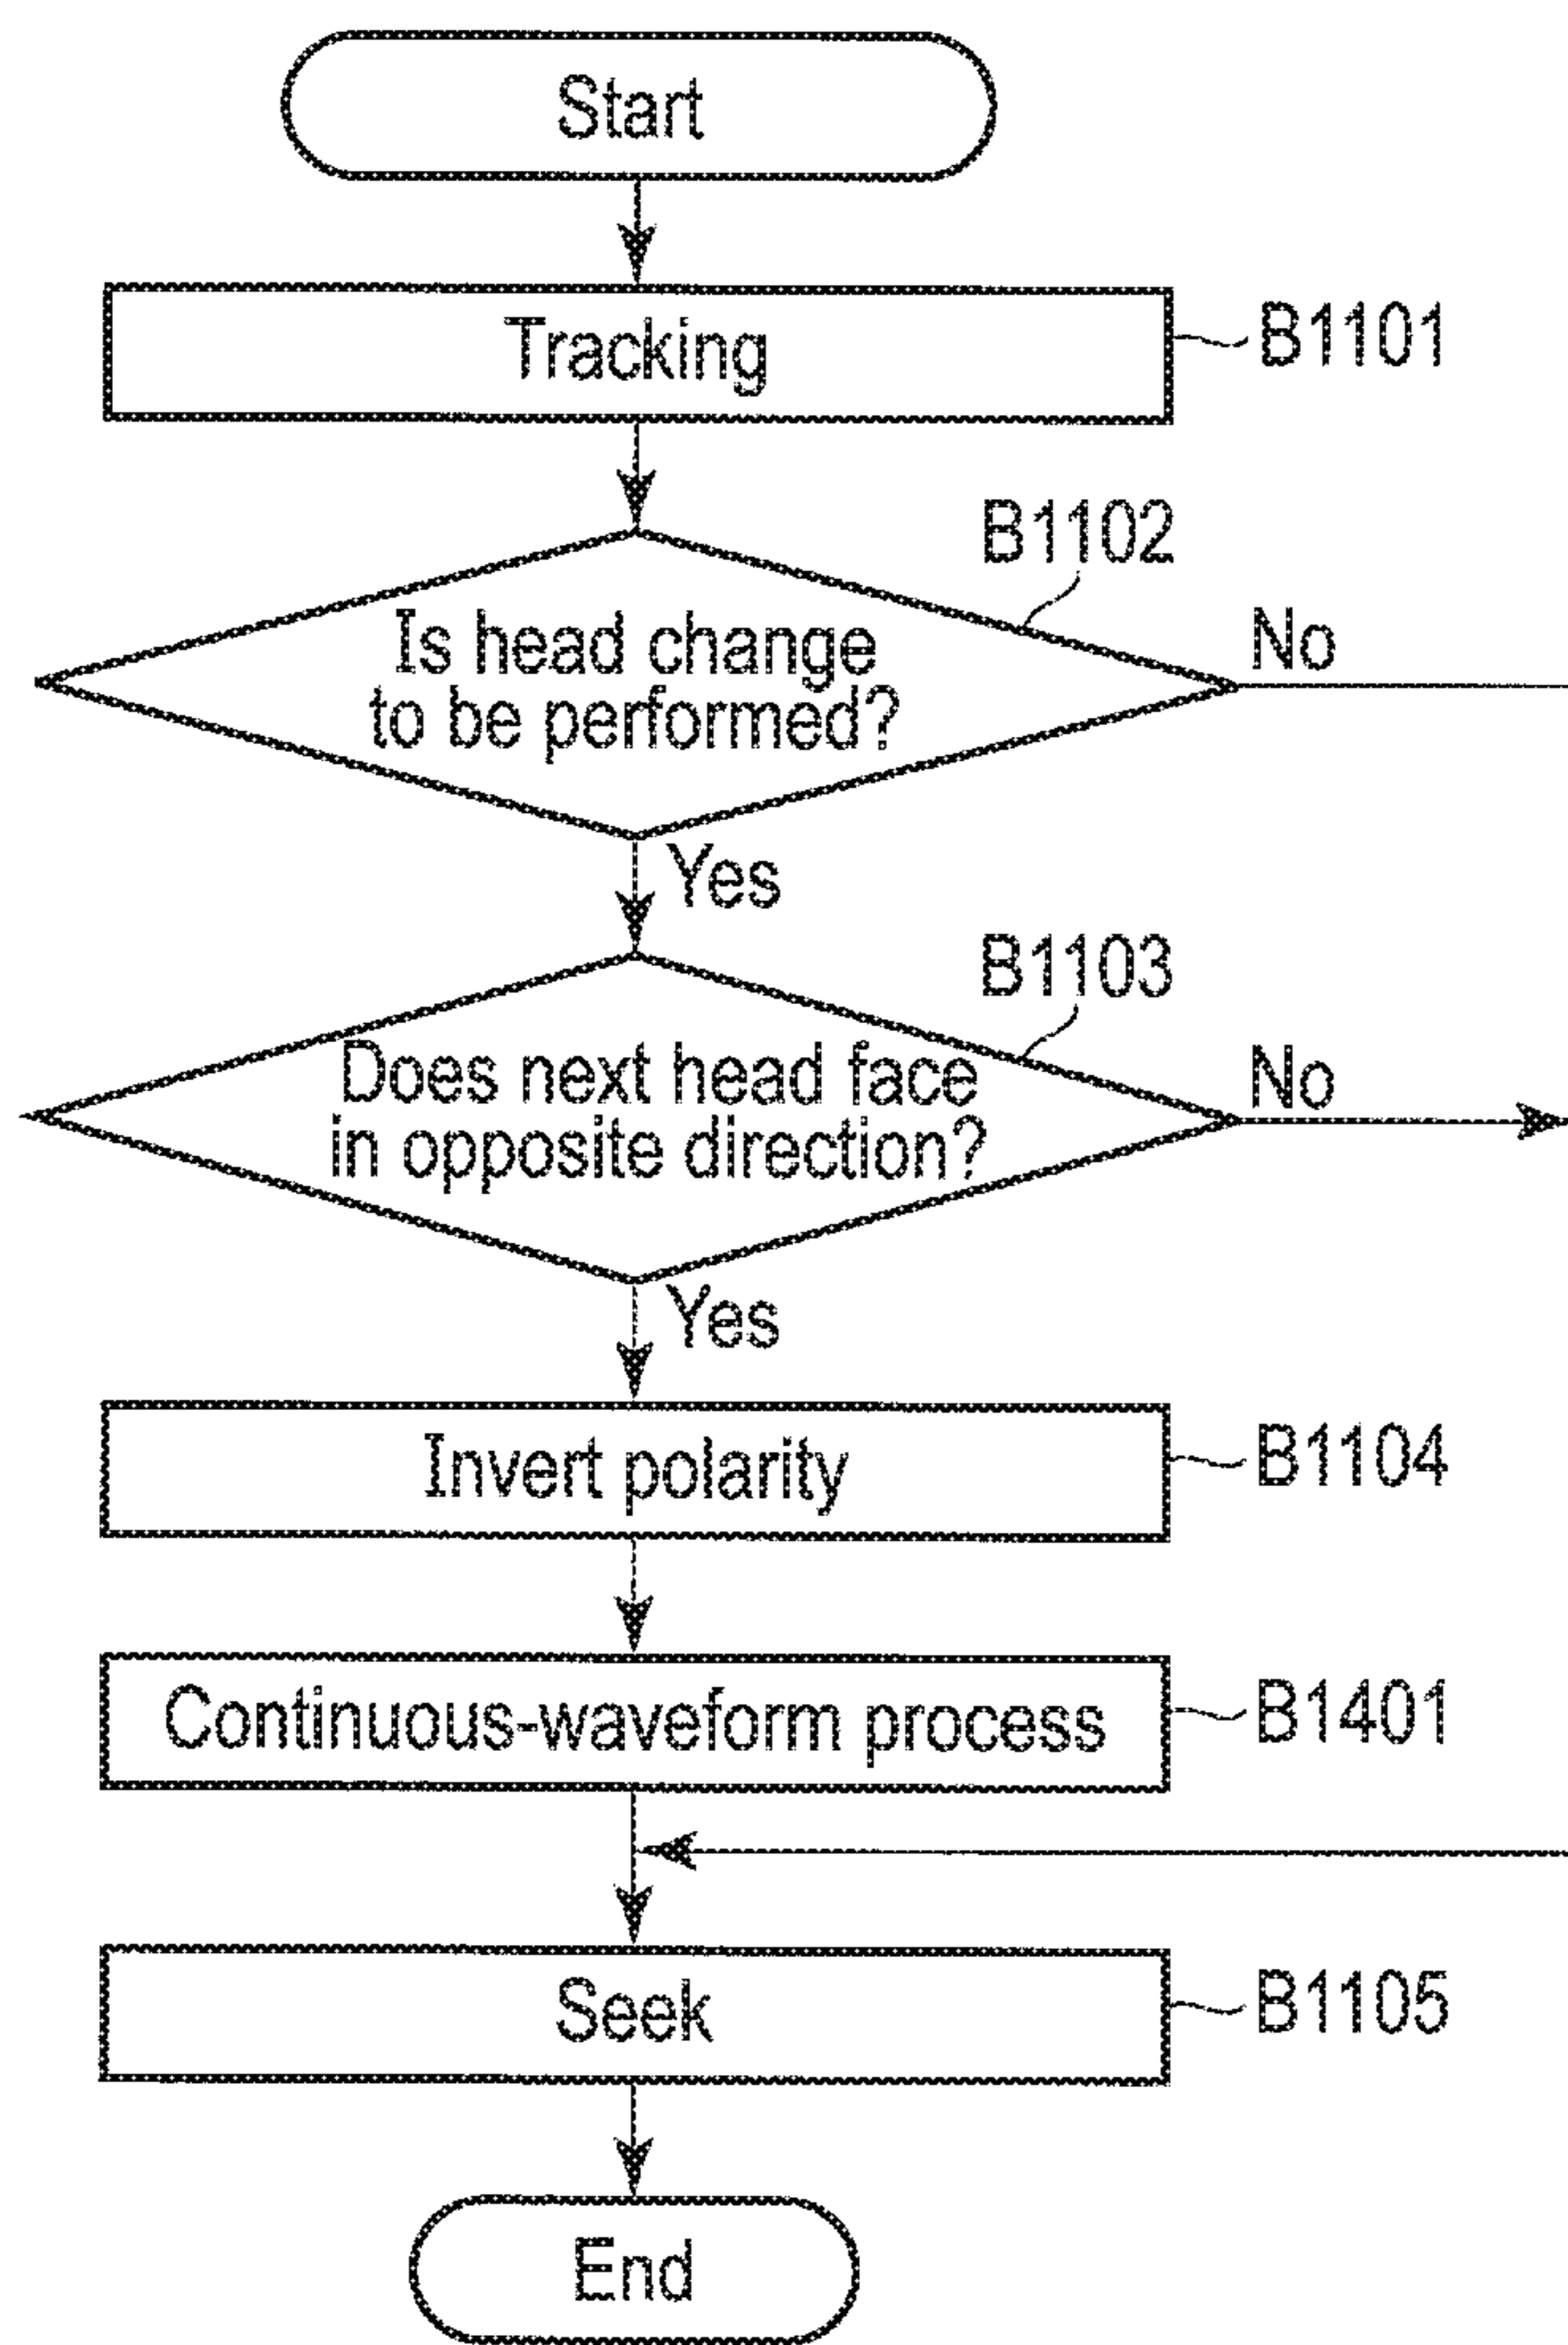 Start
Tracking
B1101
B1102
Is head change
to be performed?
No
Yes
B1103
Does next head face
in opposite direction?
No
Yes
Invert polarity
B1104
Continuous-waveform process
B1401
Seek
B1105
End